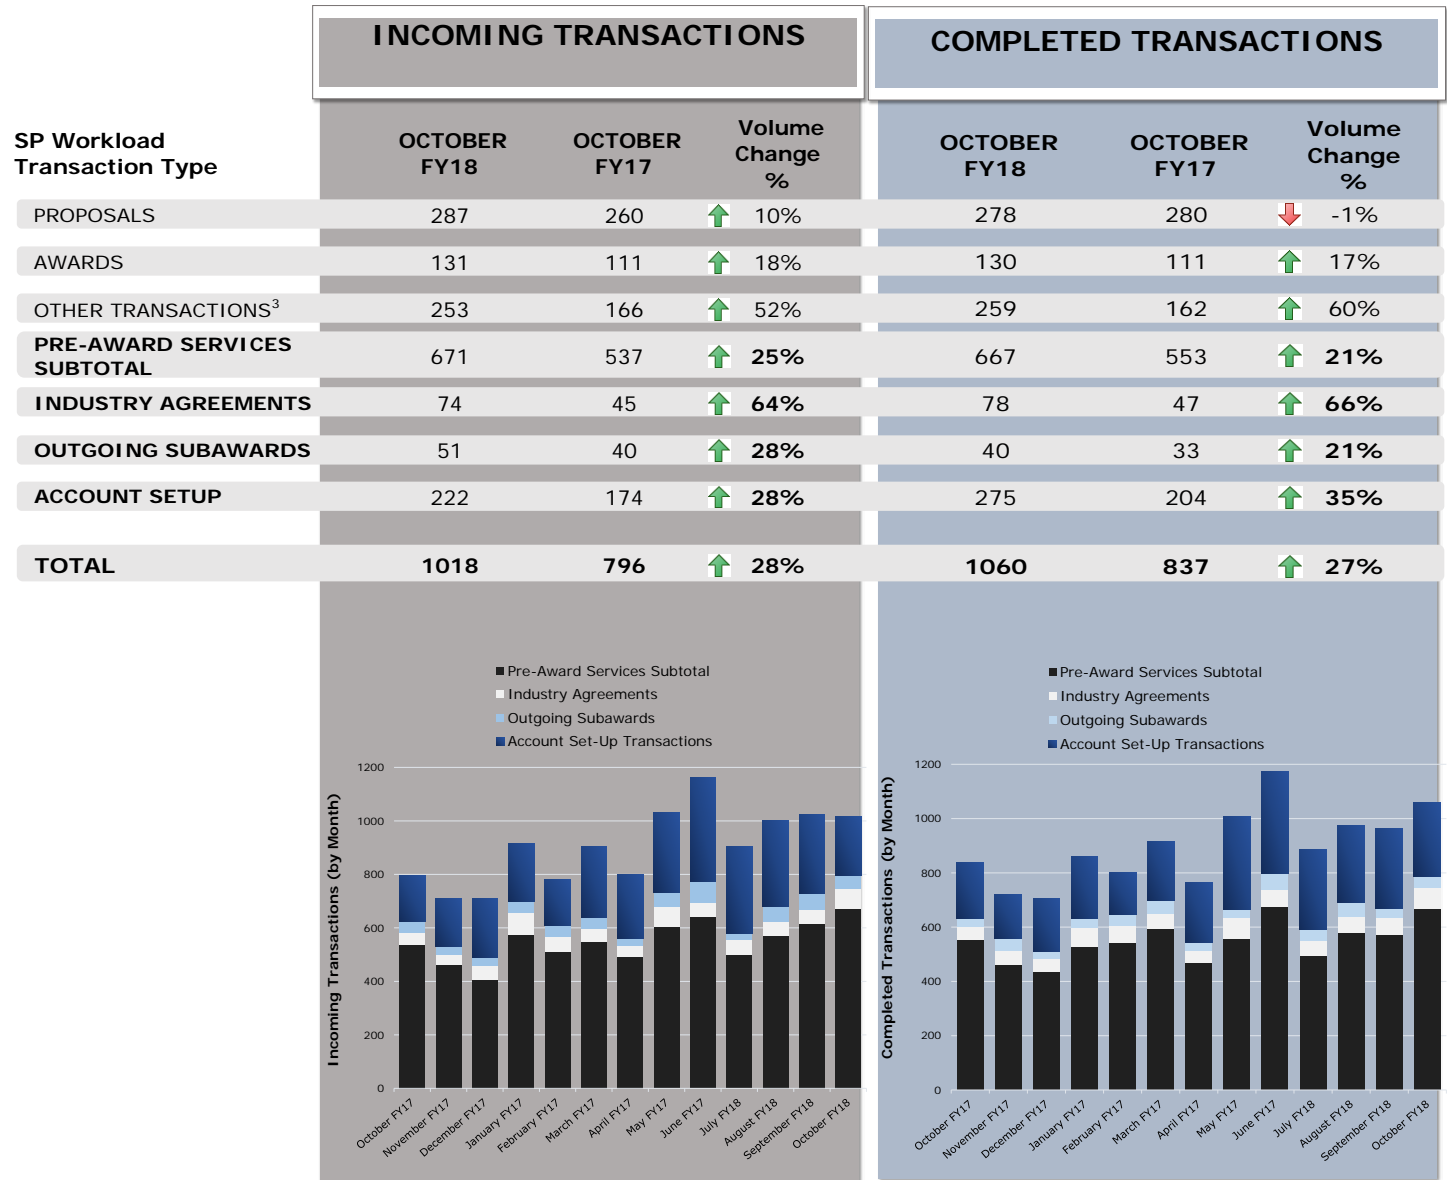 INCOMING TRANSACTIONS
COMPLETED TRANSACTIONS
SP Workload
Transaction Type
OCTOBER
FY18
OCTOBER
FY17
Volume
Change
%
OCTOBER
FY18
OCTOBER
FY17
Volume
Change
%
PROPOSALS 287 260 10% 278 280 -1%
AWARDS 131 111 18% 130 111 17%
OTHER TRANSACTIONS³ 253 166 52% 259 162 60%
PRE-AWARD SERVICES
SUBTOTAL 671 537 25% 667 553 21%
INDUSTRY AGREEMENTS 74 45 64% 78 47 66%
OUTGOING SUBAWARDS 51 40 28% 40 33 21%
ACCOUNT SETUP 222 174 28% 275 204 35%
TOTAL 1018 796 28% 1060 837 27%
Pre-Award Services Subtotal
Industry Agreements
Outgoing Subawards
Account Set-Up Transactions
Incoming Transactions (by Month)
1200
1000
800
600
400
200
0
October FY17
November FY17
December FY17
January FY17
February FY17
March FY17
April FY17
May FY17
June FY17
July FY18
August FY18
September FY18
October FY18
Pre-Award Services Subtotal
Industry Agreements
Outgoing Subawards
Account Set-Up Transactions
Completed Transactions (by Month)
1200
1000
800
600
400
200
0
October FY17
November FY17
December FY17
January FY17
February FY17
March FY17
April FY17
May FY17
June FY17
July FY18
August FY18
September FY18
October FY18